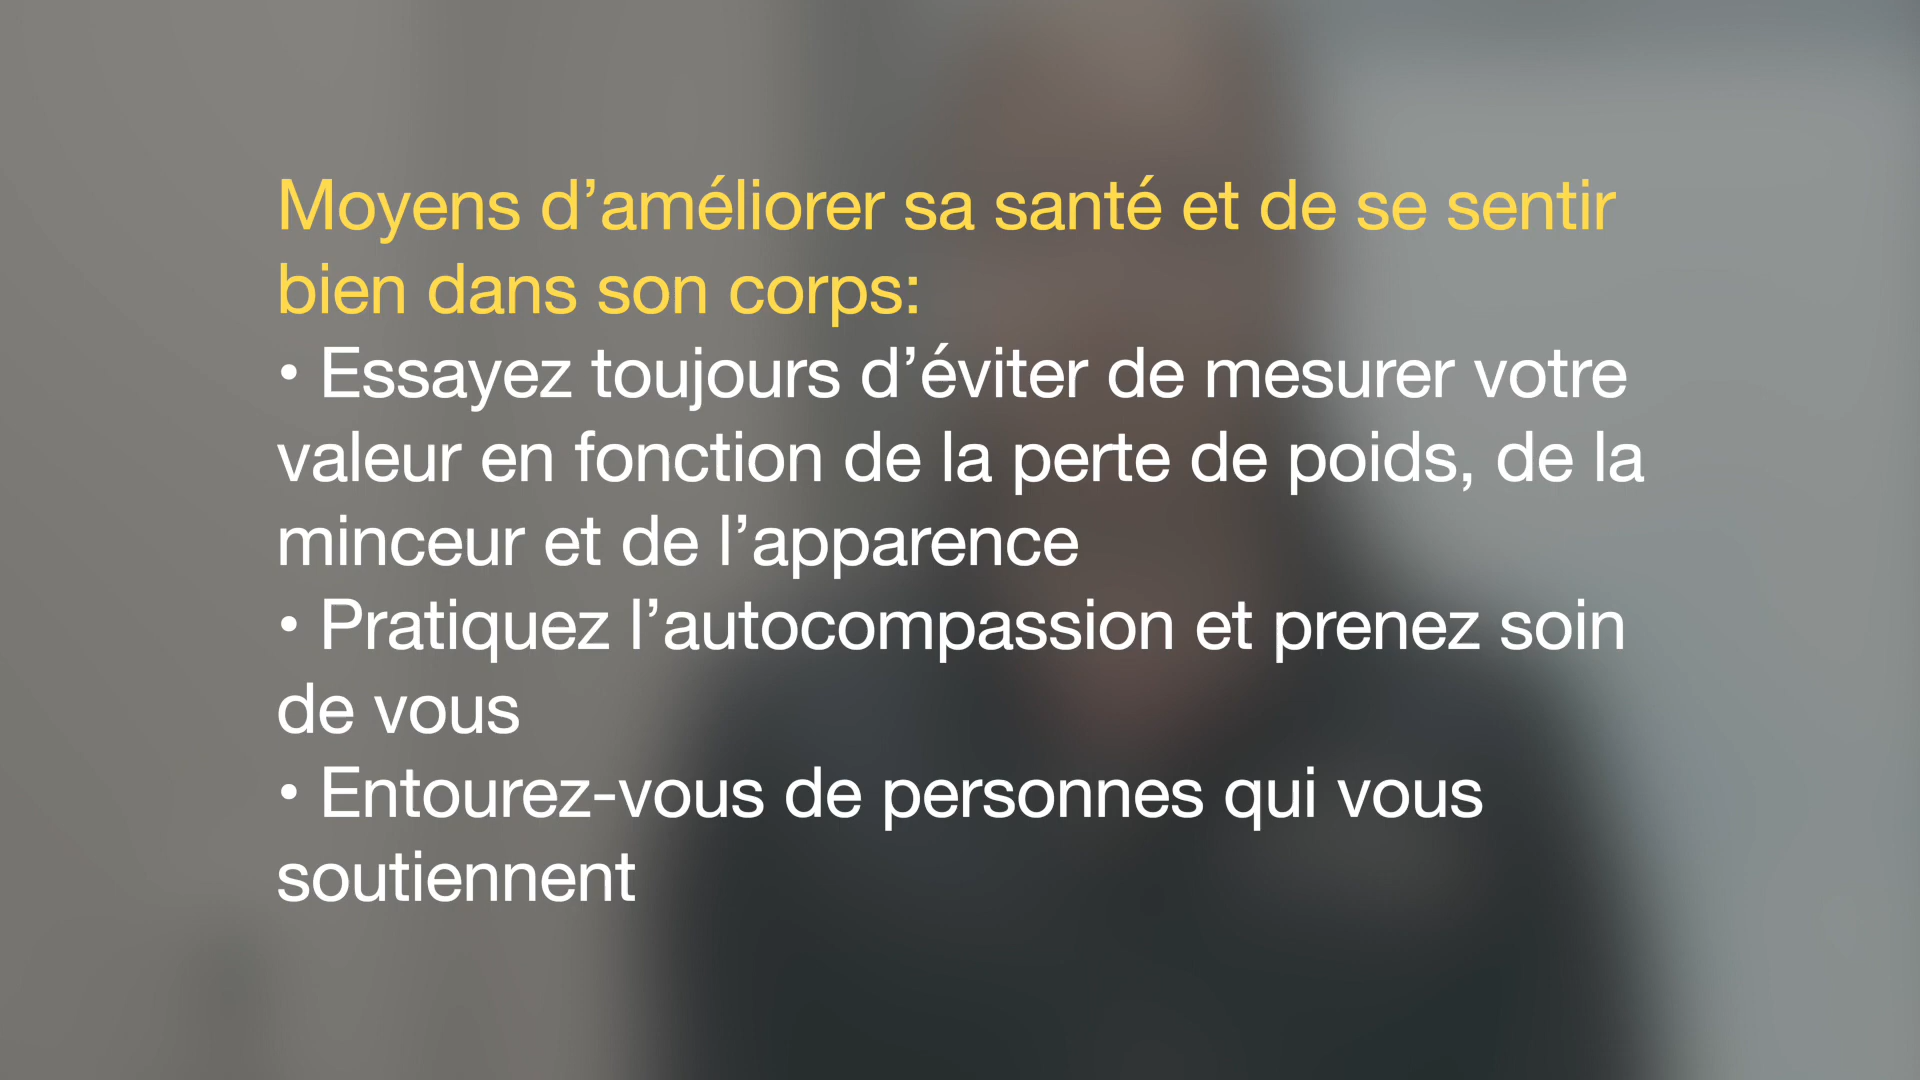 Moyens d’améliorer sa santé et de se sentir
bien dans son corps:
• Essayez toujours d’éviter de mesurer votre
valeur en fonction de la perte de poids, de la
minceur et de l’apparence
• Pratiquez l’autocompassion et prenez soin
de vous
• Entourez-vous de personnes qui vous
soutiennent